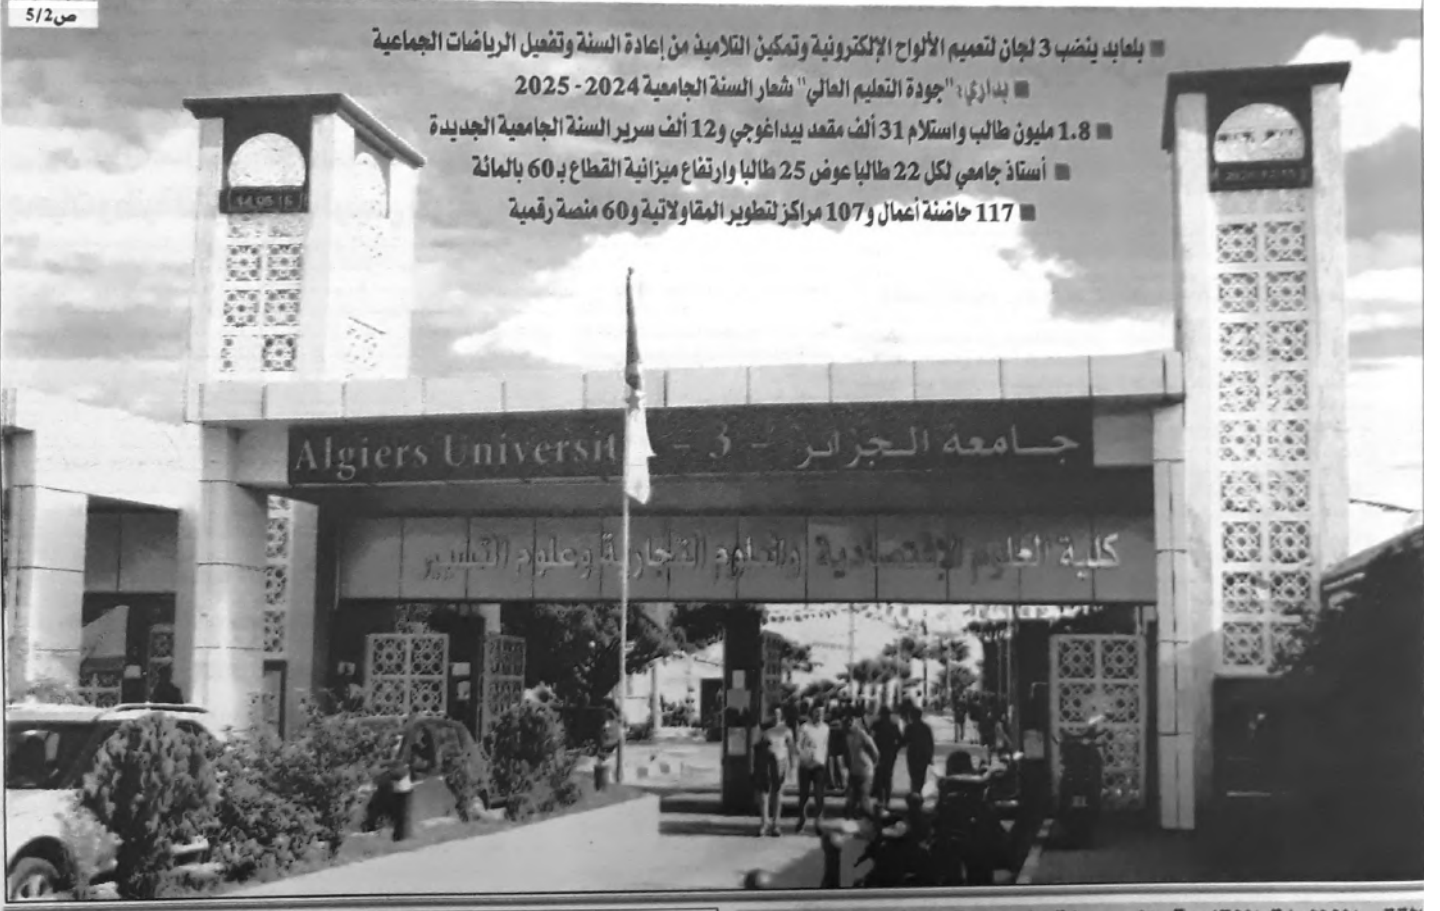 ص5/2
■ بلعابد ينصب 3 لجان لتعميم الألواح الإلكترونية وتمكين التلاميذ من إعادة السنة وتفعيل الرياضات الجماعية
■ بداري: "جودة التعليم العالي" شعار السنة الجامعية 2024 - 2025
■ 1.8 مليون طالب واستلام 31 ألف مقعد بيداغوجي و12 ألف سرير السنة الجامعية الجديدة
■ أستاذ جامعي لكل 22 طالبا عوض 25 طالبا وارتفاع ميزانية القطاع بـ60 بالمائة
■ 117 حاضنة أعمال و107 مراكز لتطوير المقاولاتية و60 منصة رقمية
جامعة الجزائر - 3 - Algiers Universit
كلية العلوم الإقتصادية والعلوم التجارية وعلوم التسيير